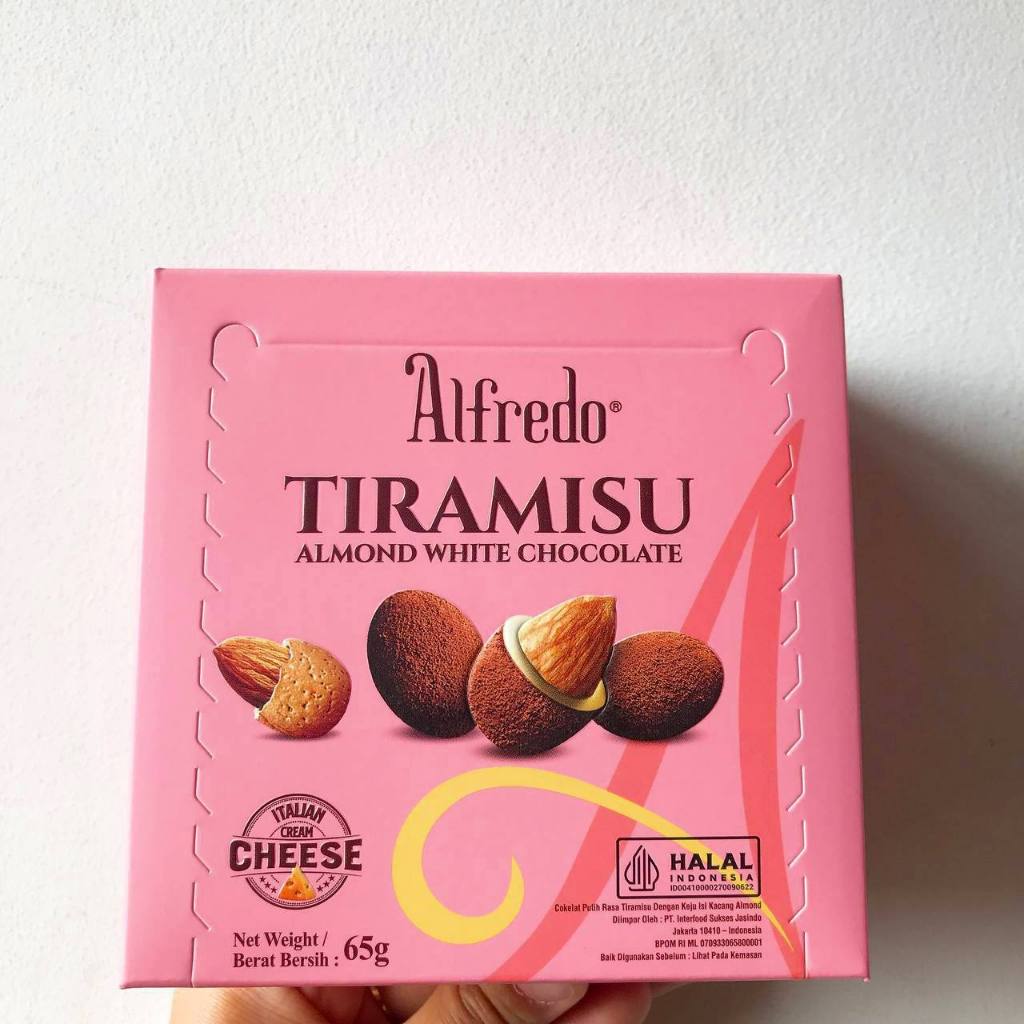 Alfredo®
TIRAMISU
ALMOND WHITE CHOCOLATE
ITALIAN
CREAM
CHEESE
Net Weight /
Berat Bersih : 65g
HALAL
INDONESIA
ID00410000270090622
Cokelat Putih Rasa Tiramisu Dengan Keju Isi Kacang Almond
Diimpor Oleh : PT. Interfood Sukses Jasindo
Jakarta 10410 – Indonesia
BPOM RI ML 070933065800001
Baik Digunakan Sebelum : Lihat Pada Kemasan